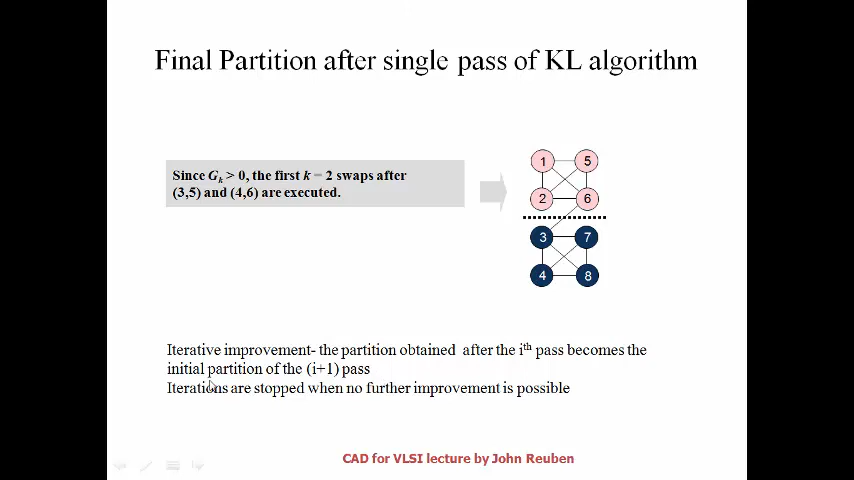 Final Partition after single pass of KL algorithm
Since Gk > 0, the first k = 2 swaps after
(3,5) and (4,6) are executed.
1 5
2 6
3 7
4 8
Iterative improvement- the partition obtained after the ith pass becomes the
initial partition of the (i+1) pass
Iterations are stopped when no further improvement is possible
CAD for VLSI lecture by John Reuben